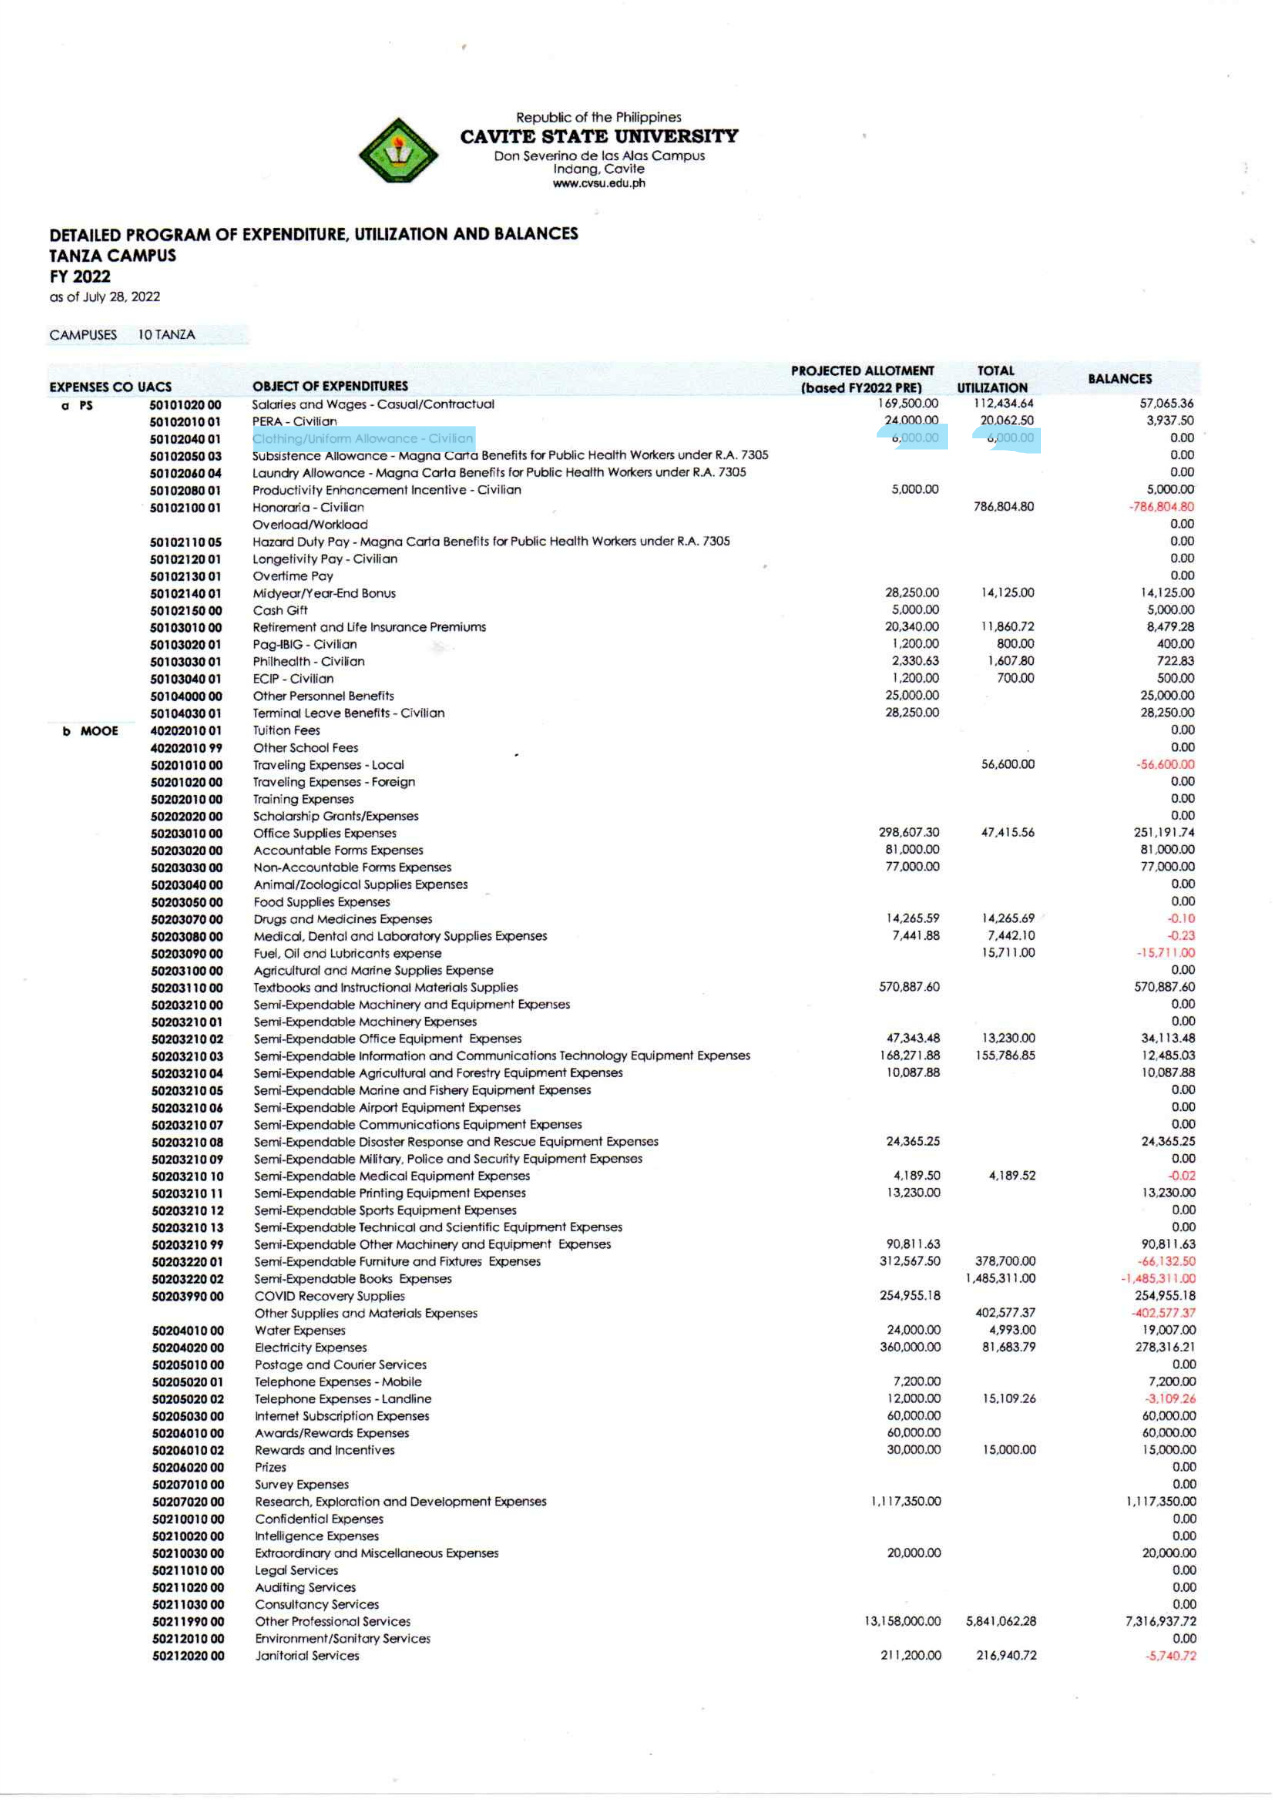 Republic of the Philippines
CAVITE STATE UNIVERSITY
Don Severino de las Alas Campus
Indang, Cavite
www.cvsu.edu.ph
DETAILED PROGRAM OF EXPENDITURE, UTILIZATION AND BALANCES
TANZA CAMPUS
FY 2022
as of July 28, 2022
CAMPUSES 10 TANZA
EXPENSES CO UACS OBJECT OF EXPENDITURES PROJECTED ALLOTMENT (based FY2022 PRE) TOTAL UTILIZATION BALANCES
a PS 50101020 00 Salaries and Wages - Casual/Contractual 169,500.00 112,434.64 57,065.36
50102010 01 PERA - Civilian 24,000.00 20,062.50 3,937.50
50102040 01 Clothing/Uniform Allowance - Civilian 6,000.00 6,000.00 0.00
50102050 03 Subsistence Allowance - Magna Carta Benefits for Public Health Workers under R.A. 7305 0.00
50102060 04 Laundry Allowance - Magna Carta Benefits for Public Health Workers under R.A. 7305 0.00
50102080 01 Productivity Enhancement Incentive - Civilian 5,000.00 5,000.00
50102100 01 Honoraria - Civilian 786,804.80 -786,804.80
Overload/Workload 0.00
50102110 05 Hazard Duty Pay - Magna Carta Benefits for Public Health Workers under R.A. 7305 0.00
50102120 01 Longetivity Pay - Civilian 0.00
50102130 01 Overtime Pay 0.00
50102140 01 Midyear/Year-End Bonus 28,250.00 14,125.00 14,125.00
50102150 00 Cash Gift 5,000.00 5,000.00
50103010 00 Retirement and Life Insurance Premiums 20,340.00 11,860.72 8,479.28
50103020 01 Pag-IBIG - Civilian 1,200.00 800.00 400.00
50103030 01 Philhealth - Civilian 2,330.63 1,607.80 722.83
50103040 01 ECIP - Civilian 1,200.00 700.00 500.00
50104000 00 Other Personnel Benefits 25,000.00 25,000.00
50104030 01 Terminal Leave Benefits - Civilian 28,250.00 28,250.00
b MOOE 40202010 01 Tuition Fees 0.00
40202010 99 Other School Fees 0.00
50201010 00 Traveling Expenses - Local 56,600.00 -56,600.00
50201020 00 Traveling Expenses - Foreign 0.00
50202010 00 Training Expenses 0.00
50202020 00 Scholarship Grants/Expenses 0.00
50203010 00 Office Supplies Expenses 298,607.30 47,415.56 251,191.74
50203020 00 Accountable Forms Expenses 81,000.00 81,000.00
50203030 00 Non-Accountable Forms Expenses 77,000.00 77,000.00
50203040 00 Animal/Zoological Supplies Expenses 0.00
50203050 00 Food Supplies Expenses 0.00
50203070 00 Drugs and Medicines Expenses 14,265.59 14,265.69 -0.10
50203080 00 Medical, Dental and Laboratory Supplies Expenses 7,441.88 7,442.10 -0.23
50203090 00 Fuel, Oil and Lubricants expense 15,711.00 -15,711.00
50203100 00 Agricultural and Marine Supplies Expense 0.00
50203110 00 Textbooks and Instructional Materials Supplies 570,887.60 570,887.60
50203210 00 Semi-Expendable Machinery and Equipment Expenses 0.00
50203210 01 Semi-Expendable Machinery Expenses 0.00
50203210 02 Semi-Expendable Office Equipment Expenses 47,343.48 13,230.00 34,113.48
50203210 03 Semi-Expendable Information and Communications Technology Equipment Expenses 168,271.88 155,786.85 12,485.03
50203210 04 Semi-Expendable Agricultural and Forestry Equipment Expenses 10,087.88 10,087.88
50203210 05 Semi-Expendable Marine and Fishery Equipment Expenses 0.00
50203210 06 Semi-Expendable Airport Equipment Expenses 0.00
50203210 07 Semi-Expendable Communications Equipment Expenses 0.00
50203210 08 Semi-Expendable Disaster Response and Rescue Equipment Expenses 24,365.25 24,365.25
50203210 09 Semi-Expendable Military, Police and Security Equipment Expenses 0.00
50203210 10 Semi-Expendable Medical Equipment Expenses 4,189.50 4,189.52 -0.02
50203210 11 Semi-Expendable Printing Equipment Expenses 13,230.00 13,230.00
50203210 12 Semi-Expendable Sports Equipment Expenses 0.00
50203210 13 Semi-Expendable Technical and Scientific Equipment Expenses 0.00
50203210 99 Semi-Expendable Other Machinery and Equipment Expenses 90,811.63 90,811.63
50203220 01 Semi-Expendable Furniture and Fixtures Expenses 312,567.50 378,700.00 -66,132.50
50203220 02 Semi-Expendable Books Expenses 1,485,311.00 -1,485,311.00
50203990 00 COVID Recovery Supplies 254,955.18 254,955.18
Other Supplies and Materials Expenses 402,577.37 -402,577.37
50204010 00 Water Expenses 24,000.00 4,993.00 19,007.00
50204020 00 Electricity Expenses 360,000.00 81,683.79 278,316.21
50205010 00 Postage and Courier Services 0.00
50205020 01 Telephone Expenses - Mobile 7,200.00 7,200.00
50205020 02 Telephone Expenses - Landline 12,000.00 15,109.26 -3,109.26
50205030 00 Internet Subscription Expenses 60,000.00 60,000.00
50206010 00 Awards/Rewards Expenses 60,000.00 60,000.00
50206010 02 Rewards and Incentives 30,000.00 15,000.00 15,000.00
50206020 00 Prizes 0.00
50207010 00 Survey Expenses 0.00
50207020 00 Research, Exploration and Development Expenses 1,117,350.00 1,117,350.00
50210010 00 Confidential Expenses 0.00
50210020 00 Intelligence Expenses 0.00
50210030 00 Extraordinary and Miscellaneous Expenses 20,000.00 20,000.00
50211010 00 Legal Services 0.00
50211020 00 Auditing Services 0.00
50211030 00 Consultancy Services 0.00
50211990 00 Other Professional Services 13,158,000.00 5,841,062.28 7,316,937.72
50212010 00 Environment/Sanitary Services 0.00
50212020 00 Janitorial Services 211,200.00 216,940.72 -5,740.72